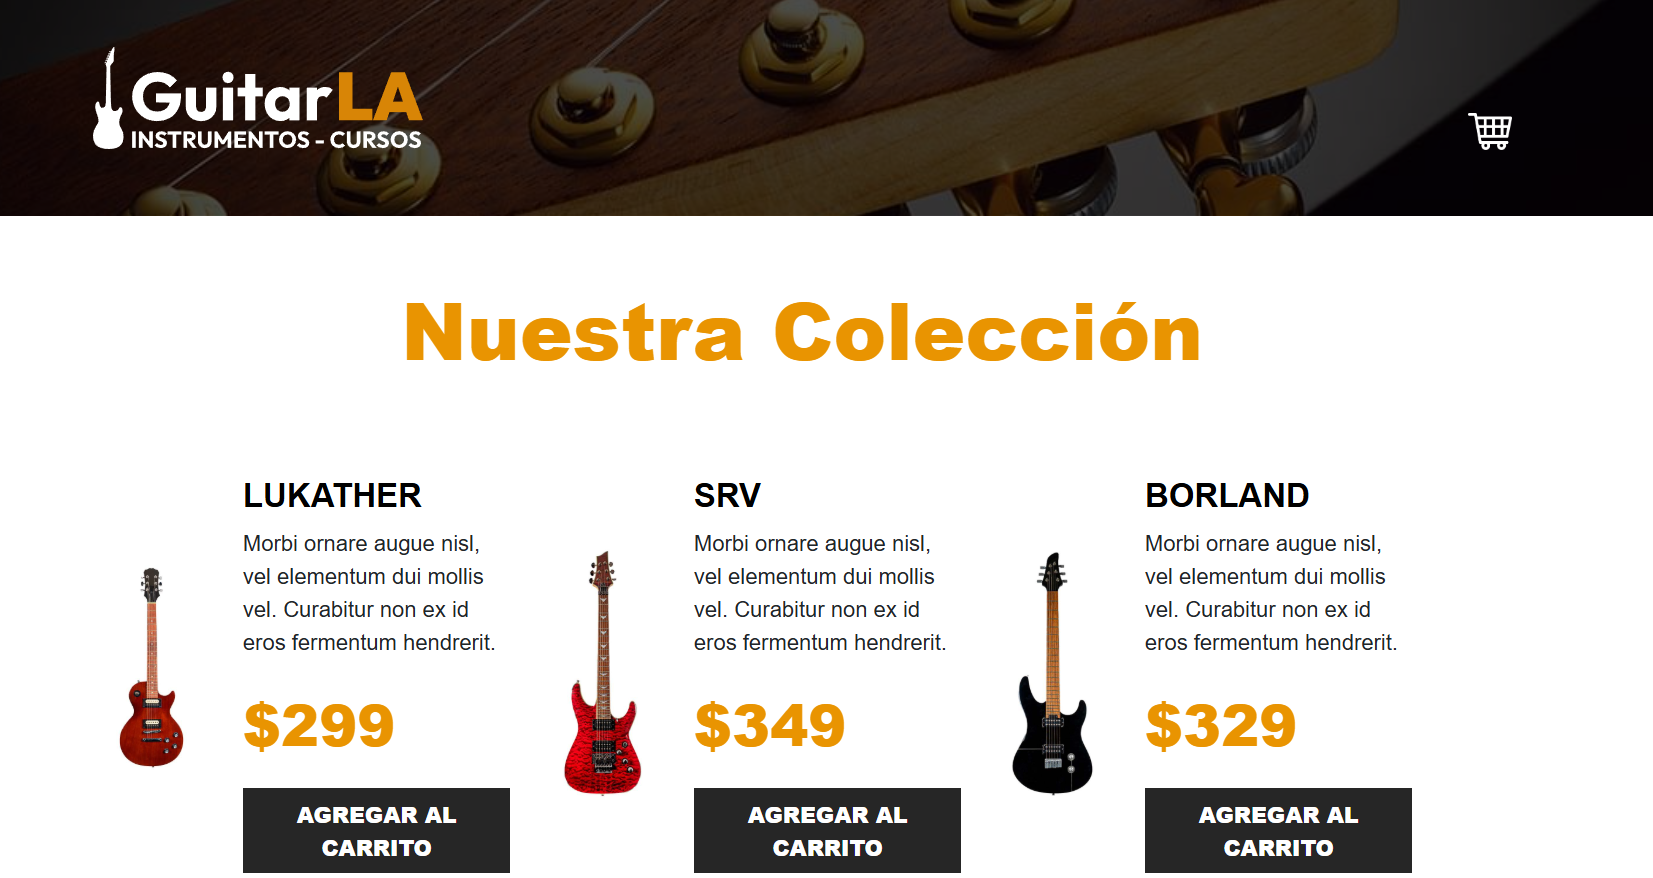 GuitarLA
INSTRUMENTOS - CURSOS
Nuestra Colección
LUKATHER
Morbi ornare augue nisl,
vel elementum dui mollis
vel. Curabitur non ex id
eros fermentum hendrerit.
$299
AGREGAR AL
CARRITO
SRV
Morbi ornare augue nisl,
vel elementum dui mollis
vel. Curabitur non ex id
eros fermentum hendrerit.
$349
AGREGAR AL
CARRITO
BORLAND
Morbi ornare augue nisl,
vel elementum dui mollis
vel. Curabitur non ex id
eros fermentum hendrerit.
$329
AGREGAR AL
CARRITO